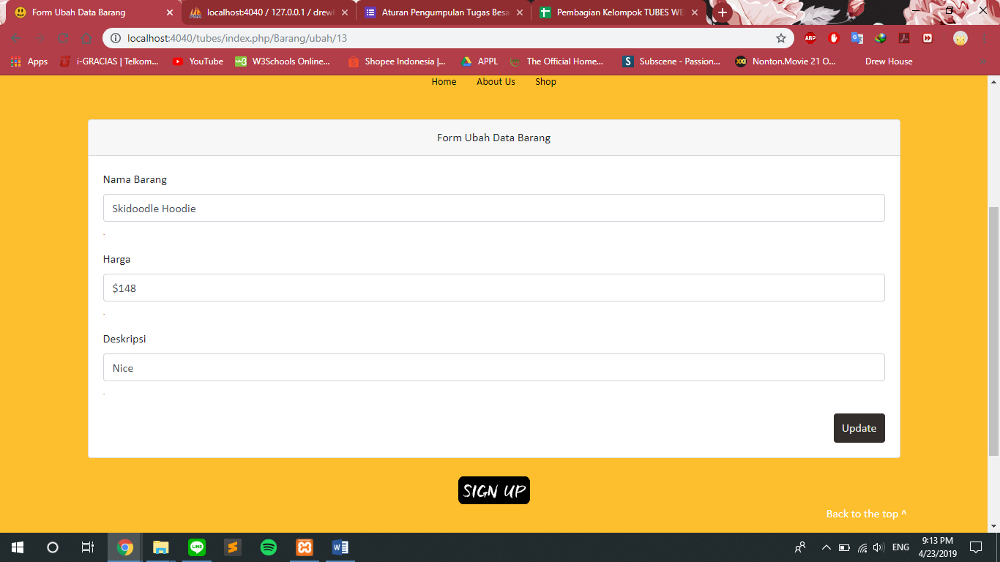 Form Ubah Data Barang
localhost:4040 / 127.0.0.1 / drewl
Aturan Pengumpulan Tugas Besa
Pembagian Kelompok TUBES WE
localhost:4040/tubes/index.php/Barang/ubah/13
ABP
Apps
i-GRACIAS | Telkom...
YouTube
W3Schools Online...
Shopee Indonesia |...
APPL
The Official Home...
Subscene - Passion...
Nonton.Movie 21 O...
Drew House
Home About Us Shop
Form Ubah Data Barang
Nama Barang
Skidoodle Hoodie
Harga
$148
Deskripsi
Nice
Update
SIGN UP
Back to the top ^
ENG
9:13 PM
4/23/2019